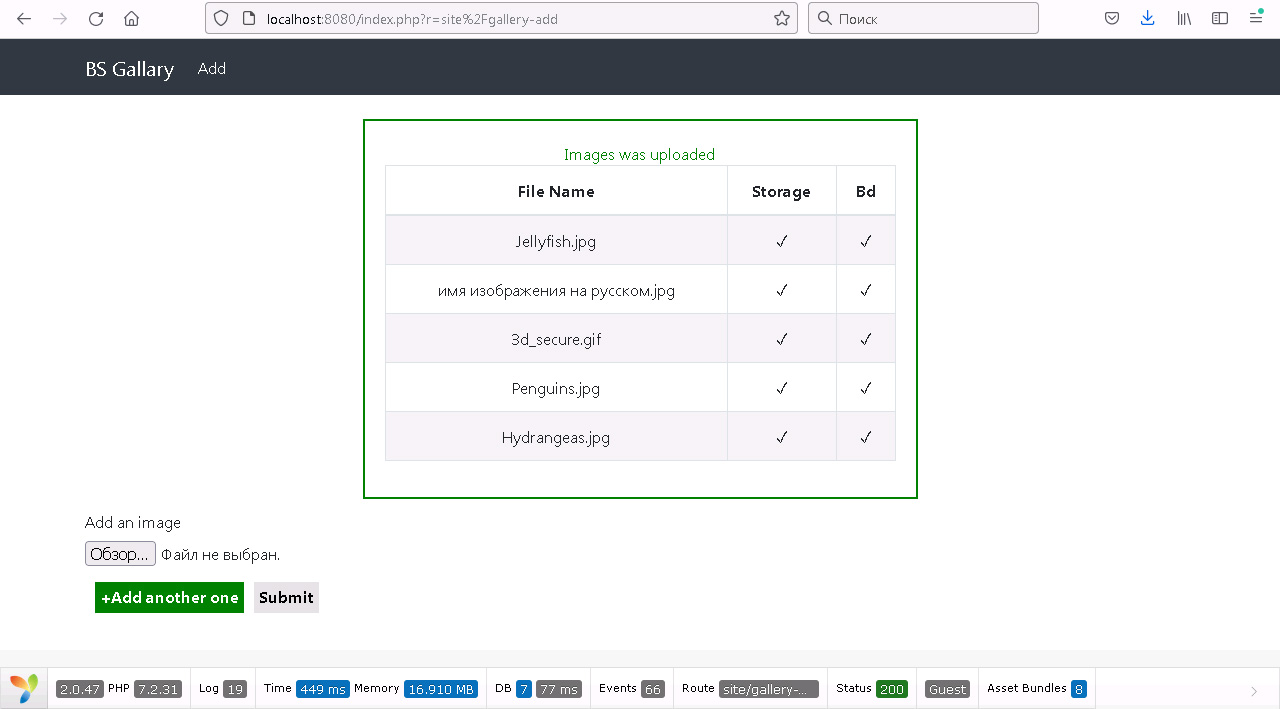 localhost:8080/index.php?r=site%2Fgallery-add
Поиск
BS Gallary Add
Images was uploaded
File Name Storage Bd
Jellyfish.jpg ✓ ✓
имя изображения на русском.jpg ✓ ✓
3d_secure.gif ✓ ✓
Penguins.jpg ✓ ✓
Hydrangeas.jpg ✓ ✓
Add an image
Обзор... Файл не выбран.
+Add another one Submit
2.0.47 PHP 7.2.31 Log 19 Time 449 ms Memory 16.910 MB DB 7 77 ms Events 66 Route site/gallery-... Status 200 Guest Asset Bundles 8